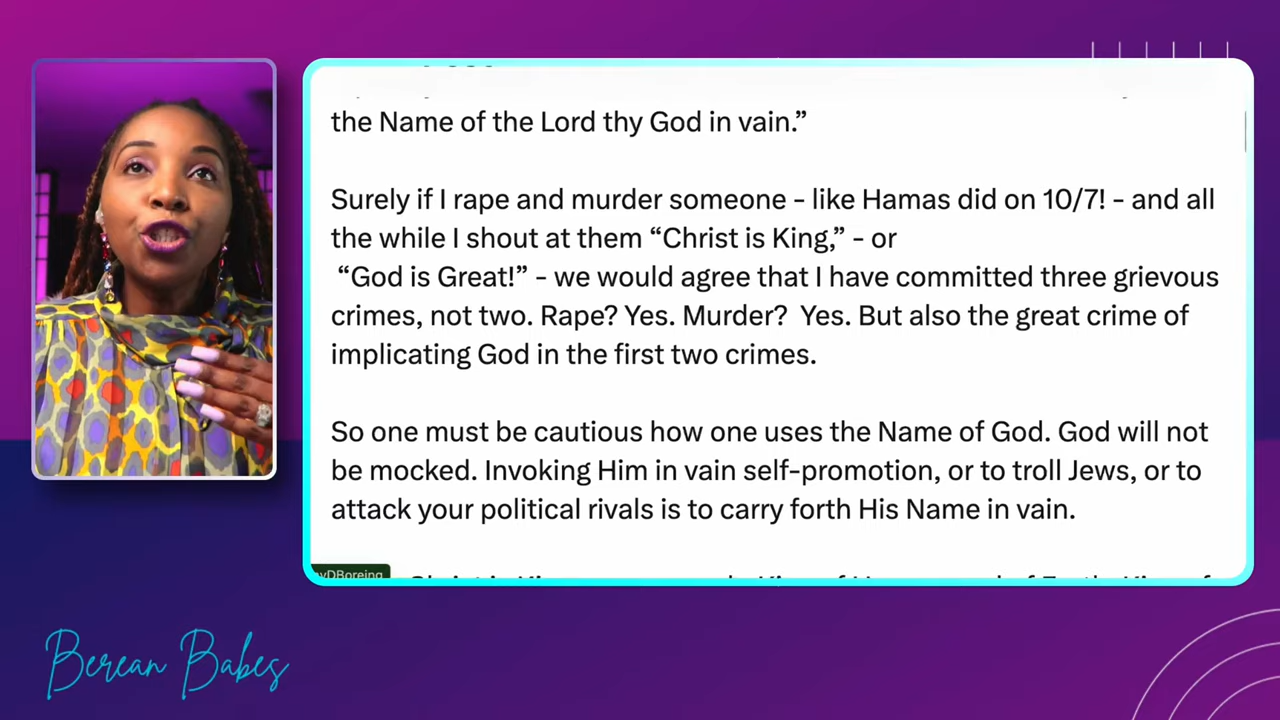 the Name of the Lord thy God in vain.”
Surely if I rape and murder someone - like Hamas did on 10/7! - and all
the while I shout at them “Christ is King,” - or
“God is Great!” - we would agree that I have committed three grievous
crimes, not two. Rape? Yes. Murder?  Yes. But also the great crime of
implicating God in the first two crimes.
So one must be cautious how one uses the Name of God. God will not
be mocked. Invoking Him in vain self-promotion, or to troll Jews, or to
attack your political rivals is to carry forth His Name in vain.
yDBoreing
Berean Babes